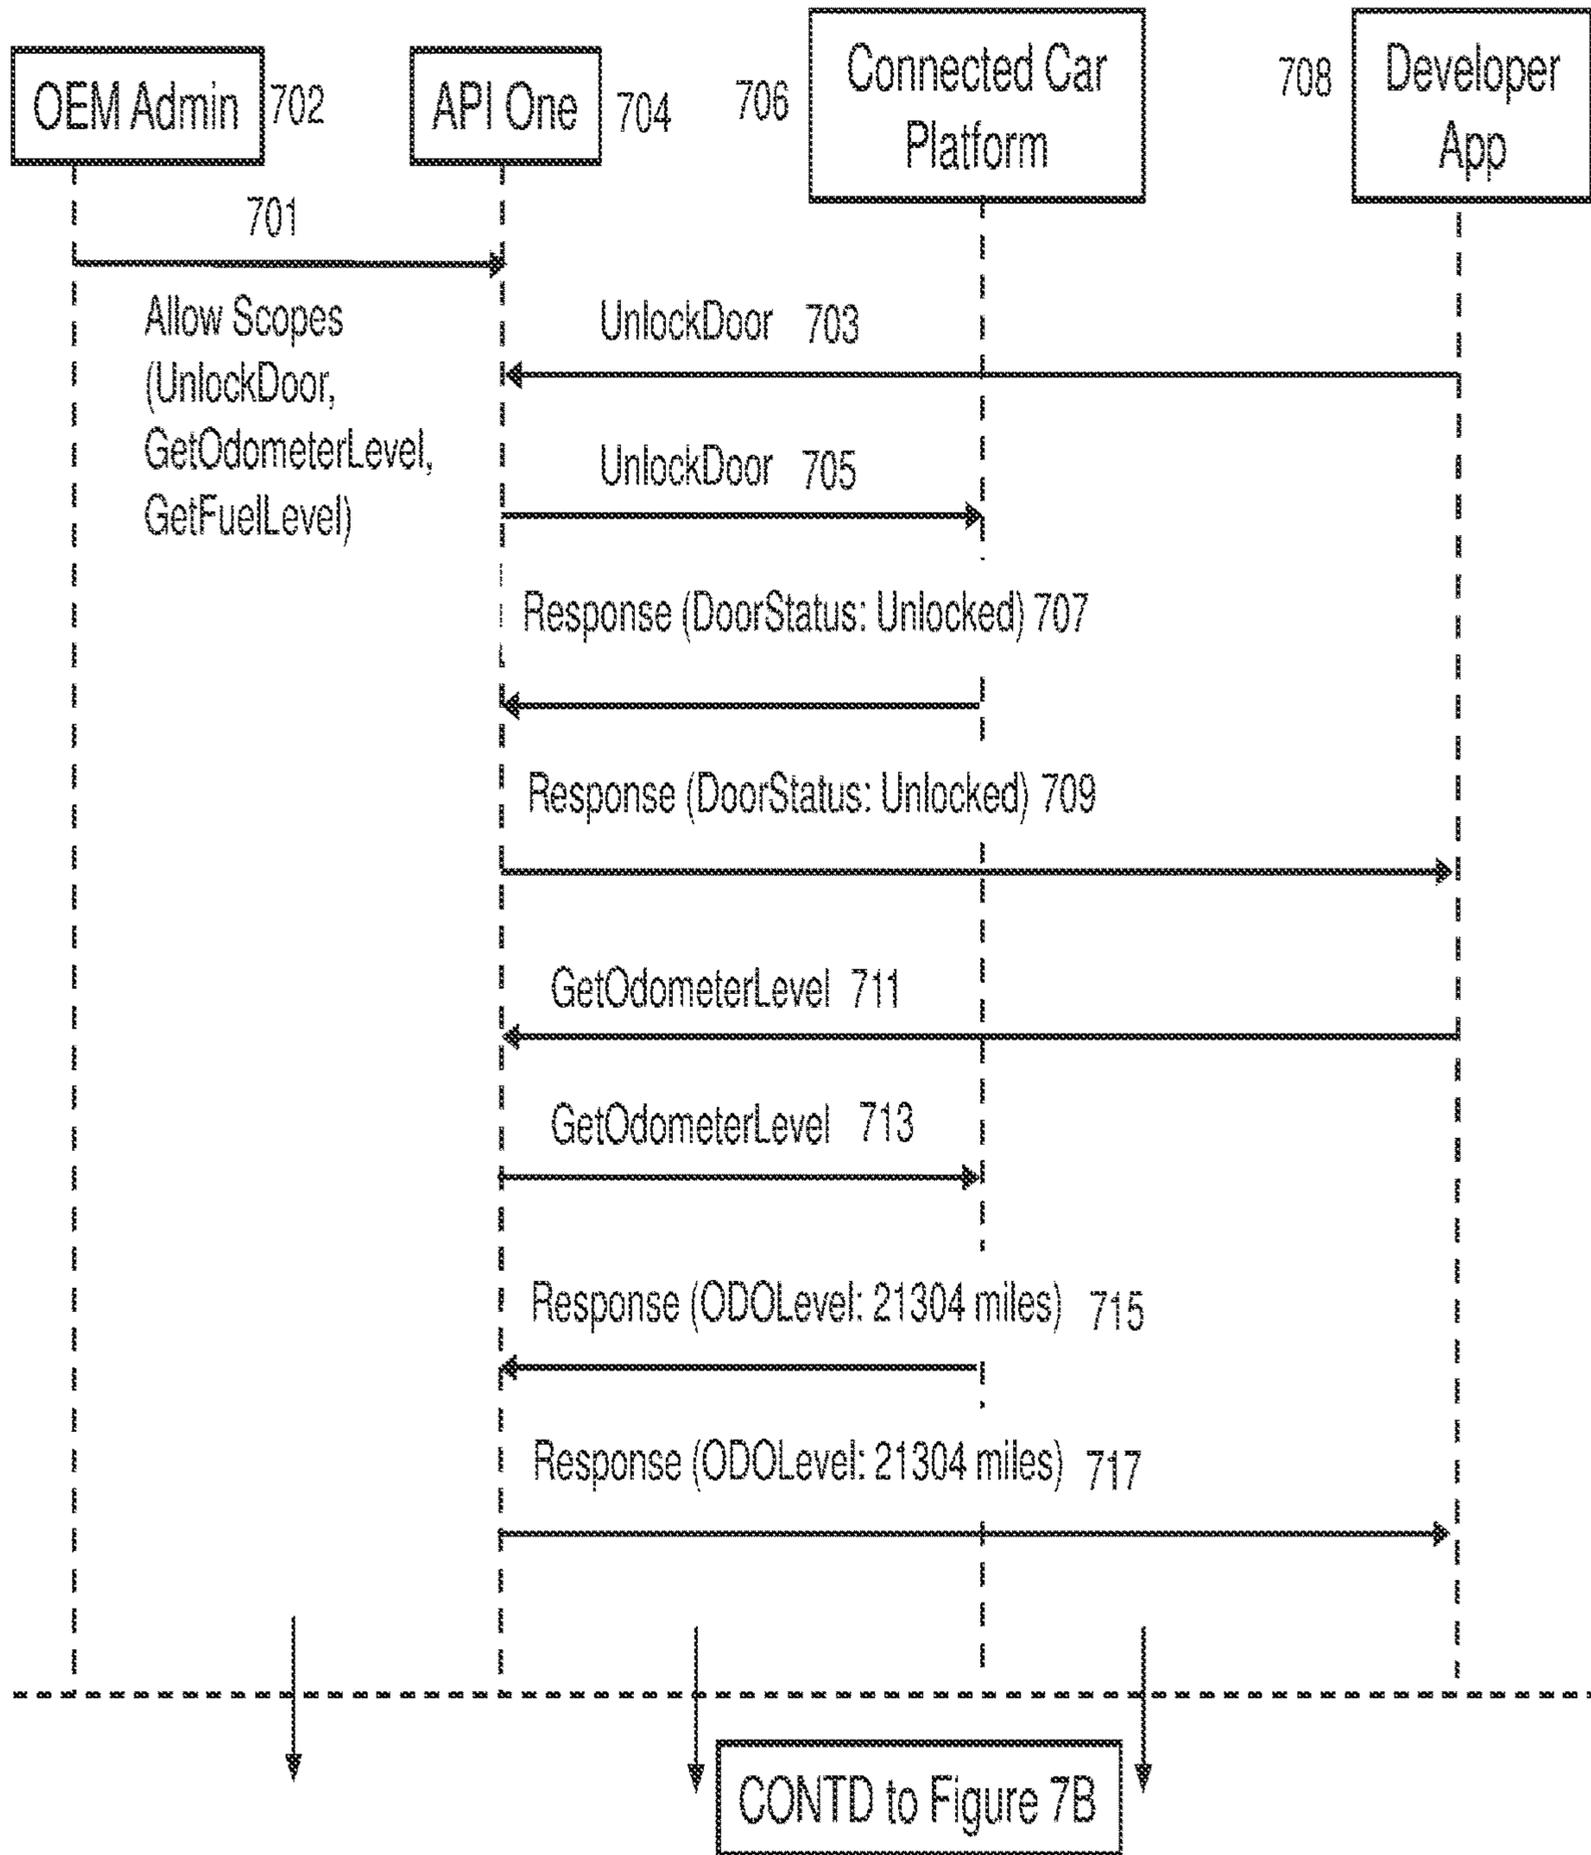 OEM Admin
702
API One
704
706
Connected Car
Platform
708
Developer
App
701
Allow Scopes
(UnlockDoor,
GetOdometerLevel,
GetFuelLevel)
UnlockDoor 703
UnlockDoor 705
Response (DoorStatus: Unlocked) 707
Response (DoorStatus: Unlocked) 709
GetOdometerLevel 711
GetOdometerLevel 713
Response (ODOLevel: 21304 miles) 715
Response (ODOLevel: 21304 miles) 717
CONTD to Figure 7B